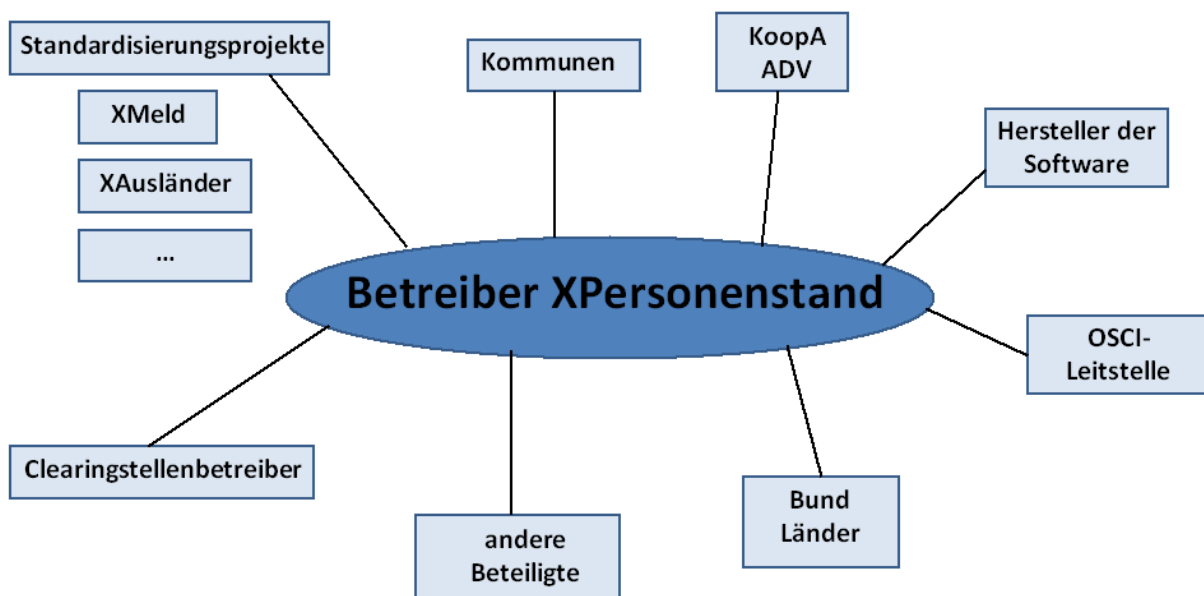 Standardisierungsprojekte
XMeld
XAusländer
...
Kommunen
KoopA
ADV
Hersteller der
Software
Betreiber XPersonenstand
OSCI-
Leitstelle
Clearingstellenbetreiber
andere
Beteiligte
Bund
Länder